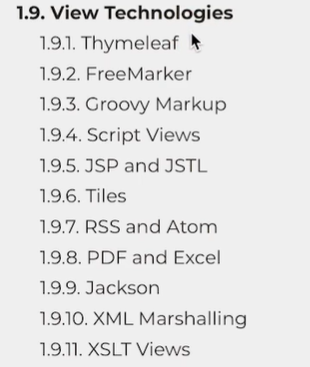 1.9. View Technologies
1.9.1. Thymeleaf
1.9.2. FreeMarker
1.9.3. Groovy Markup
1.9.4. Script Views
1.9.5. JSP and JSTL
1.9.6. Tiles
1.9.7. RSS and Atom
1.9.8. PDF and Excel
1.9.9. Jackson
1.9.10. XML Marshalling
1.9.11. XSLT Views